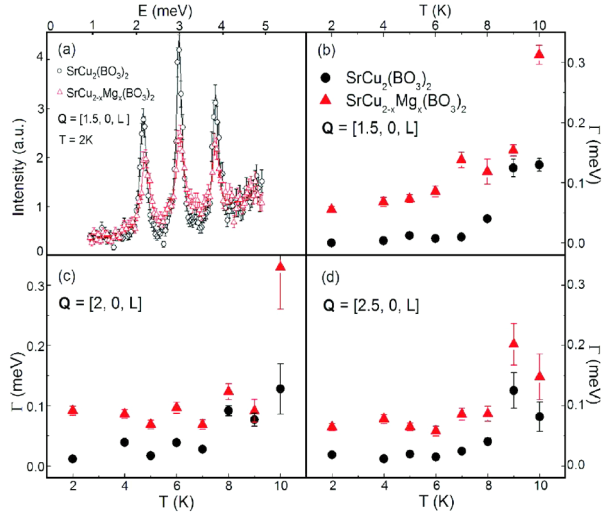 E (meV)
0 1 2 3 4 5
T (K)
2 4 6 8 10
(a)
SrCu2(BO3)2
SrCu2-xMgx(BO3)2
Q = [1.5, 0, L]
T = 2K
Intensity (a.u.)
4
3
2
1
0
(b)
SrCu2(BO3)2
SrCu2-xMgx(BO3)2
Q = [1.5, 0, L]
0.3
0.1
0.0
Γ (meV)
(c)
Q = [2, 0, L]
Γ (meV)
0.3
0.2
0.1
0.0
2 4 6 8 10
T (K)
(d)
Q = [2.5, 0, L]
Γ (meV)
0.3
0.2
0.1
0.0
2 4 6 8 10
T (K)